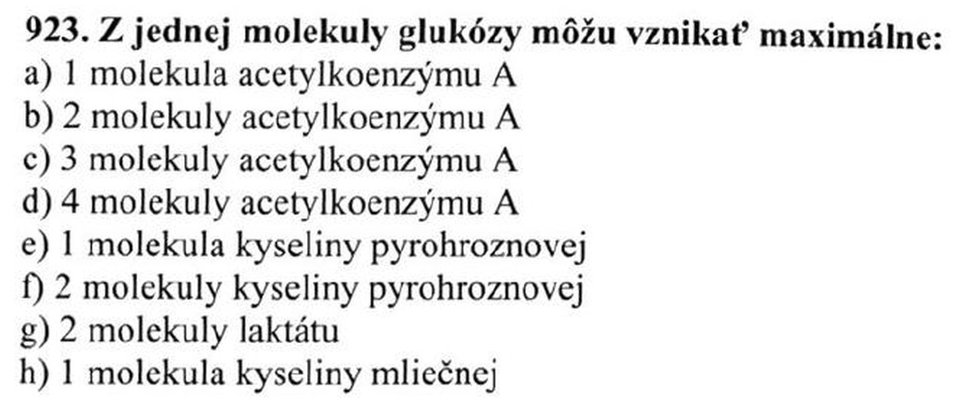 923. Z jednej molekuly glukózy môžu vznikať maximálne:
a) 1 molekula acetylkoenzýmu A
b) 2 molekuly acetylkoenzýmu A
c) 3 molekuly acetylkoenzýmu A
d) 4 molekuly acetylkoenzýmu A
e) 1 molekula kyseliny pyrohroznovej
f) 2 molekuly kyseliny pyrohroznovej
g) 2 molekuly laktátu
h) 1 molekula kyseliny mliečnej